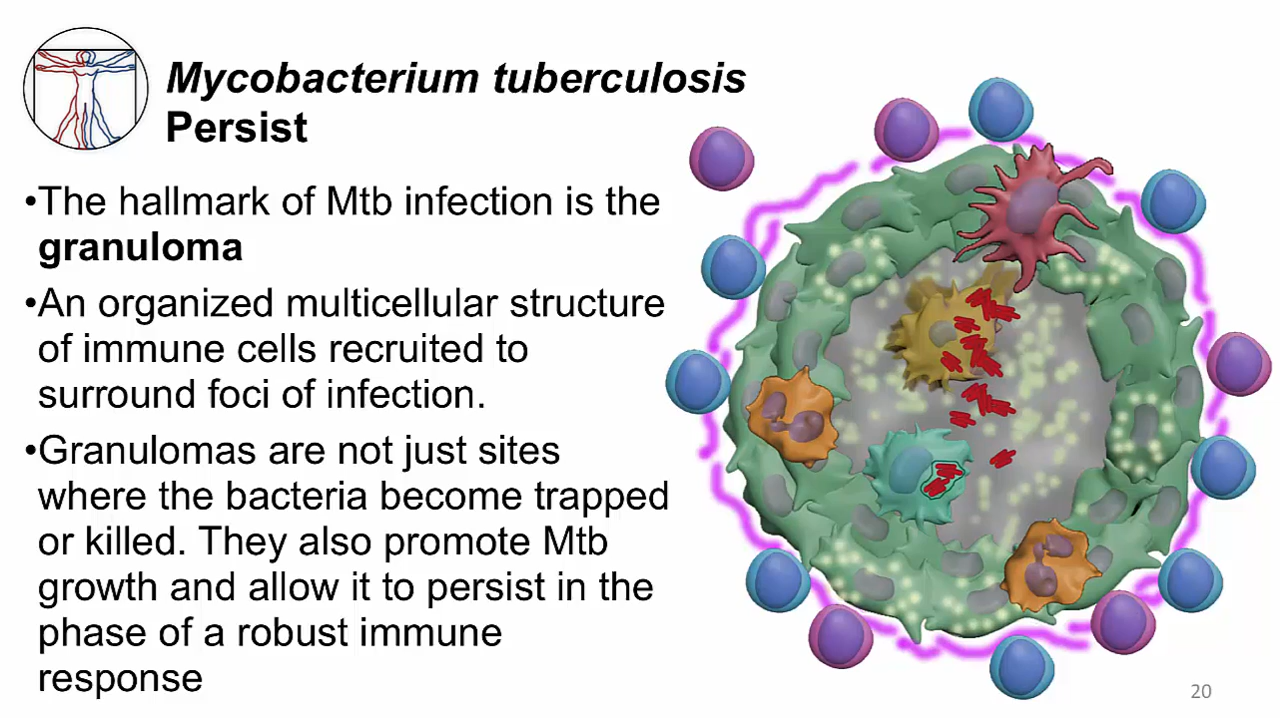 Mycobacterium tuberculosis
Persist
•The hallmark of Mtb infection is the
granuloma
•An organized multicellular structure
of immune cells recruited to
surround foci of infection.
•Granulomas are not just sites
where the bacteria become trapped
or killed. They also promote Mtb
growth and allow it to persist in the
phase of a robust immune
response
20